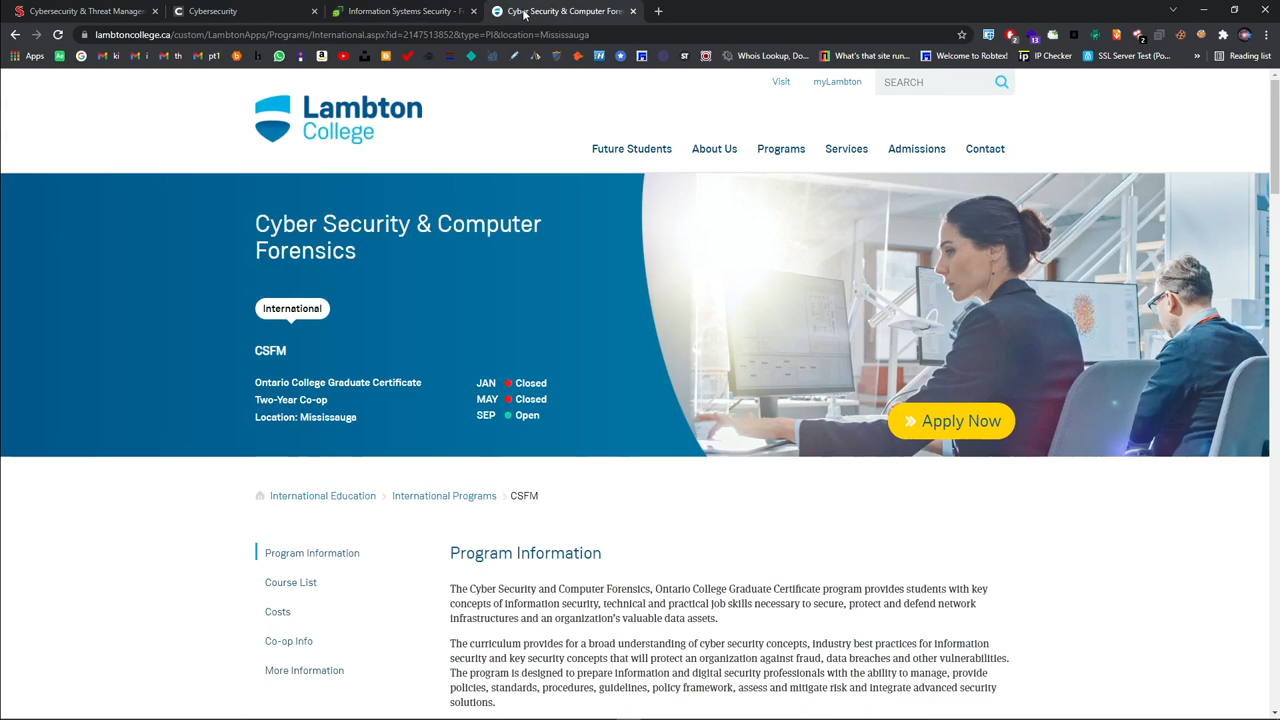 Cybersecurity & Threat Manage
Cybersecurity
Information Systems Security - F
Cyber Security & Computer Foren
lambtoncollege.ca/custom/LambtonApps/Programs/International.aspx?id=2147513852&type=PI&location=Mississauga
Apps
ki
i
th
pt1
Whois Lookup, Do...
What's that site run...
Welcome to Robtex!
IP Checker
SSL Server Test (Po...
Reading list
Visit
myLambton
SEARCH
Lambton
College
Future Students
About Us
Programs
Services
Admissions
Contact
Cyber Security & Computer
Forensics
International
CSFM
Ontario College Graduate Certificate
Two-Year Co-op
Location: Mississauga
JAN Closed
MAY Closed
SEP Open
Apply Now
International Education
International Programs
CSFM
Program Information
Course List
Costs
Co-op Info
More Information
Program Information
The Cyber Security and Computer Forensics, Ontario College Graduate Certificate program provides students with key
concepts of information security, technical and practical job skills necessary to secure, protect and defend network
infrastructures and an organization's valuable data assets.
The curriculum provides for a broad understanding of cyber security concepts, industry best practices for information
security and key security concepts that will protect an organization against fraud, data breaches and other vulnerabilities.
The program is designed to prepare information and digital security professionals with the ability to manage, provide
policies, standards, procedures, guidelines, policy framework, assess and mitigate risk and integrate advanced security
solutions.